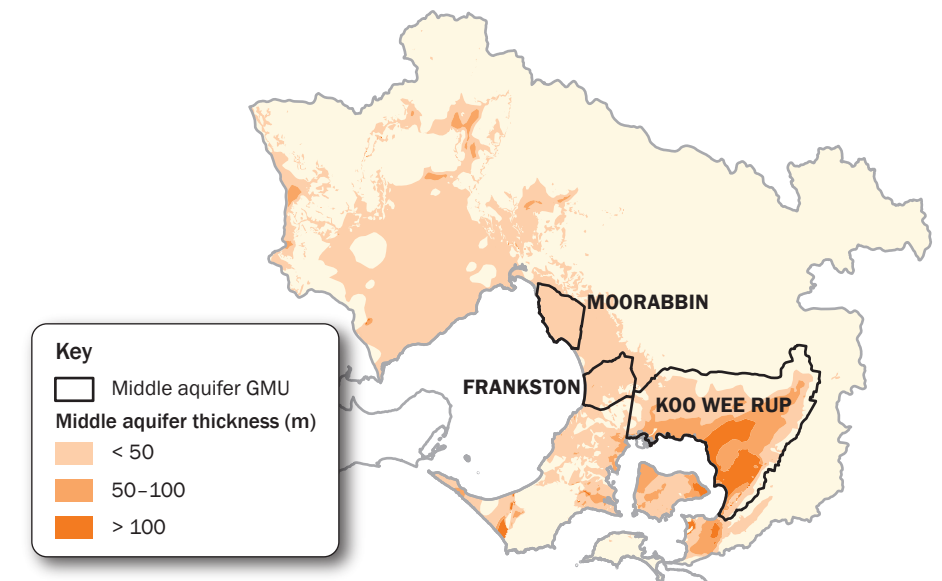 MOORABBIN
FRANKSTON
KOO WEE RUP
Key
Middle aquifer GMU
Middle aquifer thickness (m)
< 50
50–100
> 100